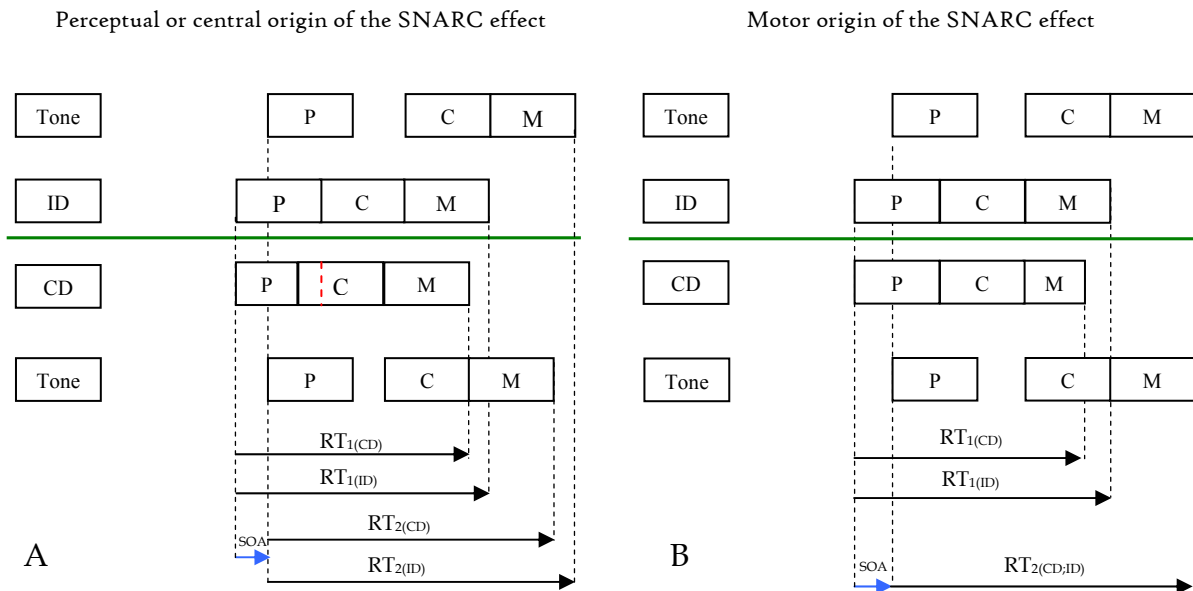 Perceptual or central origin of the SNARC effect
Tone P C M
ID P C M
CD P C M
Tone P C M
RT1(CD)
RT1(ID)
RT2(CD)
SOA
RT2(ID)
A
Motor origin of the SNARC effect
Tone P C M
ID P C M
CD P C M
Tone P C M
RT1(CD)
RT1(ID)
SOA
RT2(CD;ID)
B